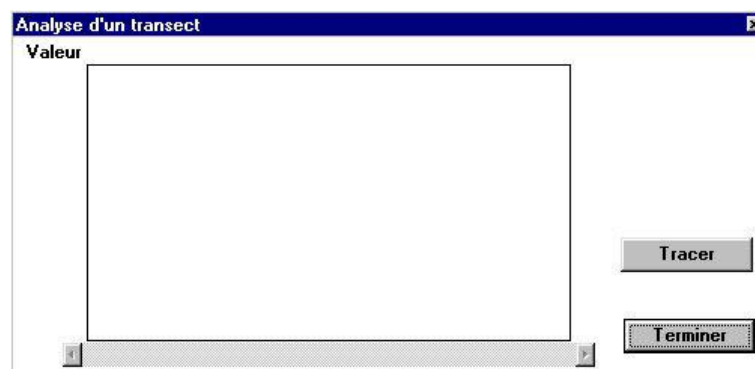 Analyse d'un transect
Valeur
Tracer
Terminer